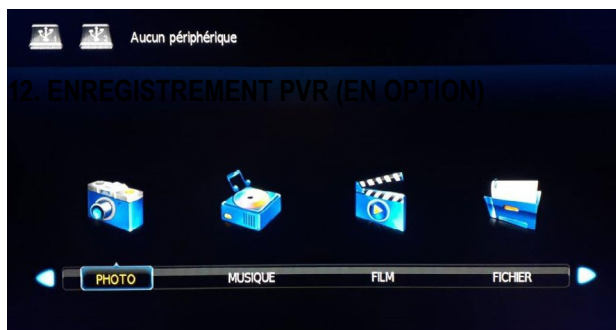 Aucun périphérique
12. ENREGISTREMENT PVR (EN OPTION)
PHOTO MUSIQUE FILM FICHIER